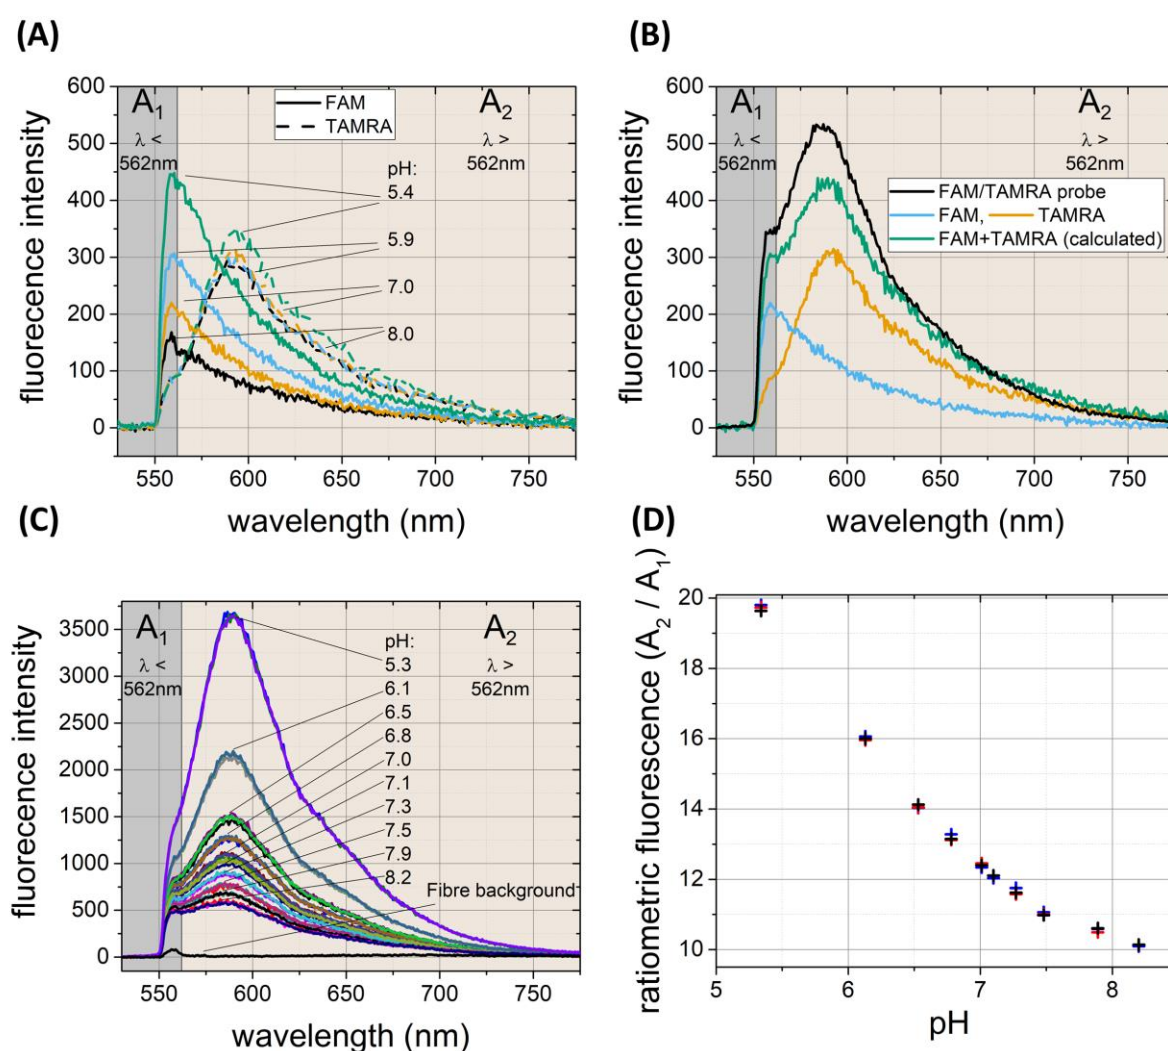 (A)
600
500
400
300
200
100
0
fluorecence intensity
A1
λ <
562nm
FAM
TAMRA
A2
λ >
562nm
pH:
5.4
5.9
7.0
8.0
550 600 650 700 750
wavelength (nm)
(B)
600
500
400
300
200
100
0
fluorecence intensity
A1
λ <
562nm
A2
λ >
562nm
FAM/TAMRA probe
FAM, TAMRA
FAM+TAMRA (calculated)
550 600 650 700 750
wavelength (nm)
(C)
3500
3000
2500
2000
1500
1000
500
0
fluorecence intensity
A1
λ <
562nm
A2
λ >
562nm
pH:
5.3
6.1
6.5
6.8
7.0
7.1
7.3
7.5
7.9
8.2
Fibre background
550 600 650 700 750
wavelength (nm)
(D)
20
18
16
14
12
10
ratiometric fluorescence (A2 / A1)
5 6 7 8
pH